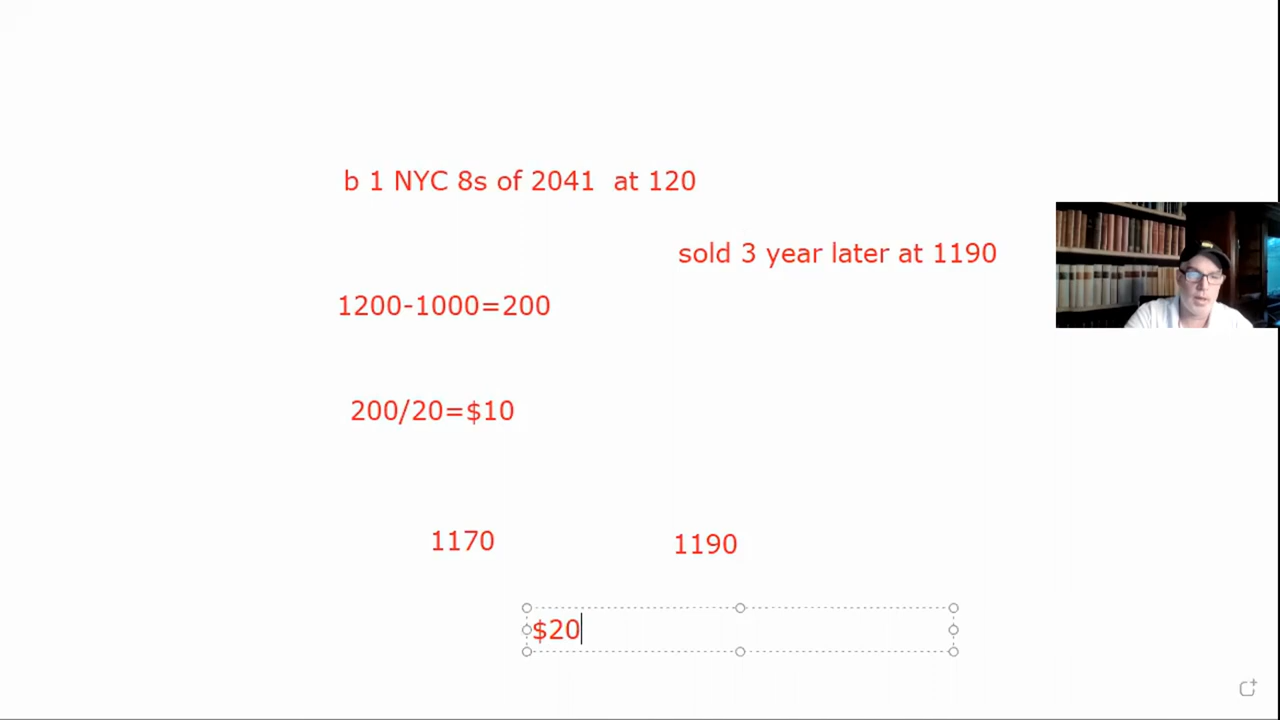 b 1 NYC 8s of 2041 at 120
sold 3 year later at 1190
1200-1000=200
200/20=$10
1170 1190
$20